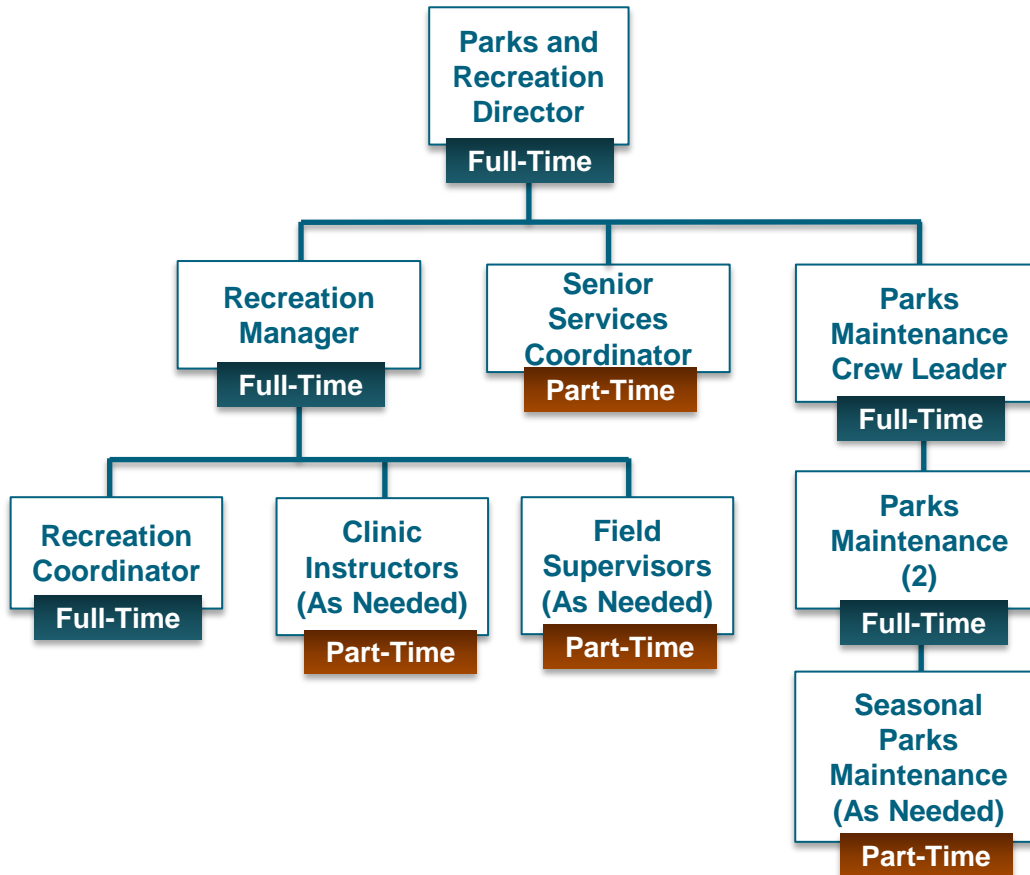 Parks and
Recreation
Director
Full-Time
Recreation
Manager
Full-Time
Senior
Services
Coordinator
Part-Time
Parks
Maintenance
Crew Leader
Full-Time
Recreation
Coordinator
Full-Time
Clinic
Instructors
(As Needed)
Part-Time
Field
Supervisors
(As Needed)
Part-Time
Parks
Maintenance
(2)
Full-Time
Seasonal
Parks
Maintenance
(As Needed)
Part-Time